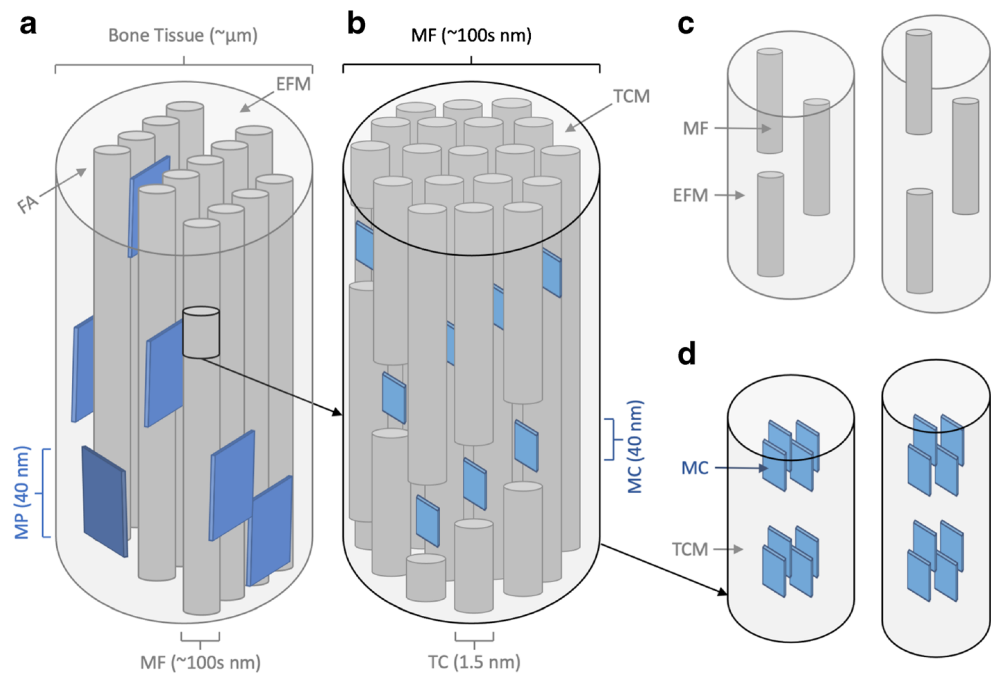 a
Bone Tissue (~μm)
EFM
FA
MP (40 nm)
MF (~100s nm)
b
MF (~100s nm)
TCM
MC (40 nm)
TC (1.5 nm)
c
MF
EFM
d
MC
TCM